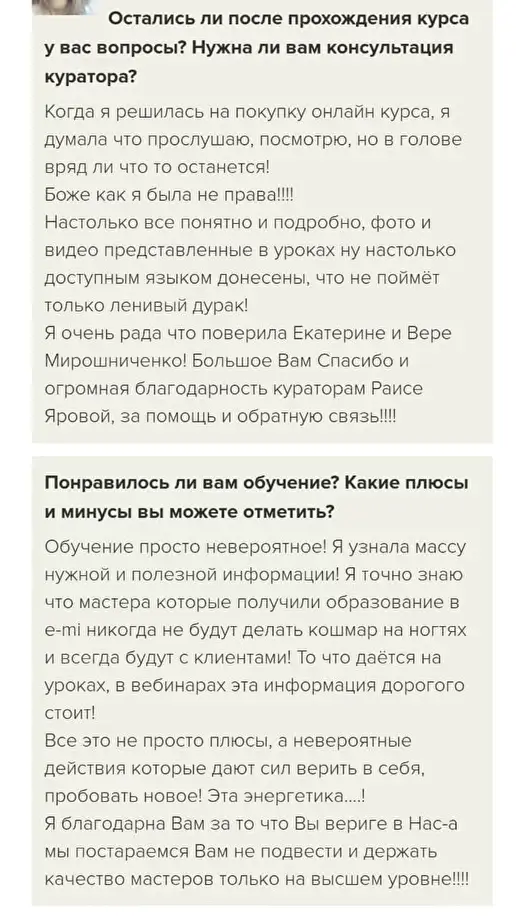 Остались ли после прохождения курса
у вас вопросы? Нужна ли вам консультация
куратора?
Когда я решилась на покупку онлайн курса, я
думала что прослушаю, посмотрю, но в голове
вряд ли что то останется!
Боже как я была не права!!!!
Настолько все понятно и подробно, фото и
видео представленные в уроках ну настолько
доступным языком донесены, что не поймёт
только ленивый дурак!
Я очень рада что поверила Екатерине и Вере
Мирошниченко! Большое Вам Спасибо и
огромная благодарность кураторам Раисе
Яровой, за помощь и обратную связь!!!!
Понравилось ли вам обучение? Какие плюсы
и минусы вы можете отметить?
Обучение просто невероятное! Я узнала массу
нужной и полезной информации! Я точно знаю
что мастера которые получили образование в
e-mi никогда не будут делать кошмар на ногтях
и всегда будут с клиентами! То что даётся на
уроках, в вебинарах эта информация дорогого
стоит!
Все это не просто плюсы, а невероятные
действия которые дают сил верить в себя,
пробовать новое! Эта энергетика....!
Я благодарна Вам за то что Вы вериге в Нас-а
мы постараемся Вам не подвести и держать
качество мастеров только на высшем уровне!!!!